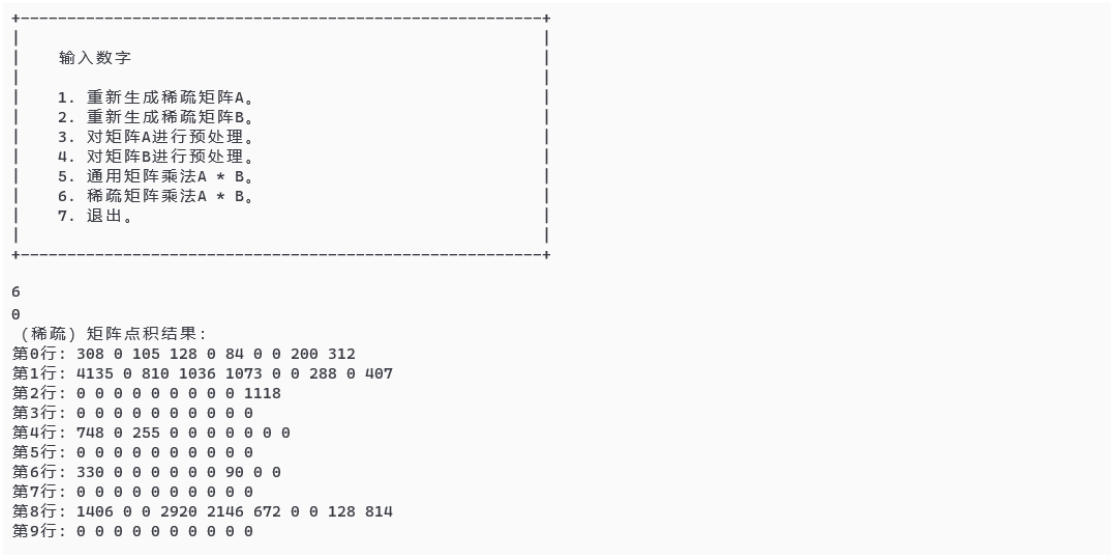 +---------------------------------------------------------+
输入数字
1. 重新生成稀疏矩阵A。
2. 重新生成稀疏矩阵B。
3. 对矩阵A进行预处理。
4. 对矩阵B进行预处理。
5. 通用矩阵乘法A * B。
6. 稀疏矩阵乘法A * B。
7. 退出。
+---------------------------------------------------------+
6
0
(稀疏) 矩阵点积结果:
第0行: 308 0 105 128 0 84 0 0 200 312
第1行: 4135 0 810 1036 1073 0 0 288 0 407
第2行: 0 0 0 0 0 0 0 0 0 1118
第3行: 0 0 0 0 0 0 0 0 0 0
第4行: 748 0 255 0 0 0 0 0 0 0
第5行: 0 0 0 0 0 0 0 0 0 0
第6行: 330 0 0 0 0 0 0 90 0 0
第7行: 0 0 0 0 0 0 0 0 0 0
第8行: 1406 0 0 2920 2146 672 0 0 128 814
第9行: 0 0 0 0 0 0 0 0 0 0